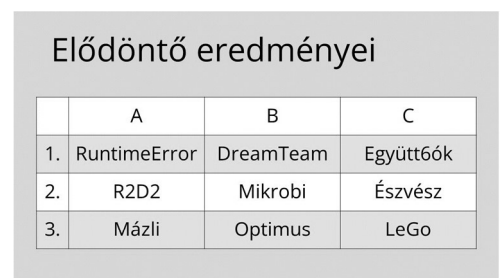 Elődöntő eredményei
A B C
1. RuntimeError DreamTeam Együtt6ók
2. R2D2 Mikrobi Észvész
3. Mázli Optimus LeGo